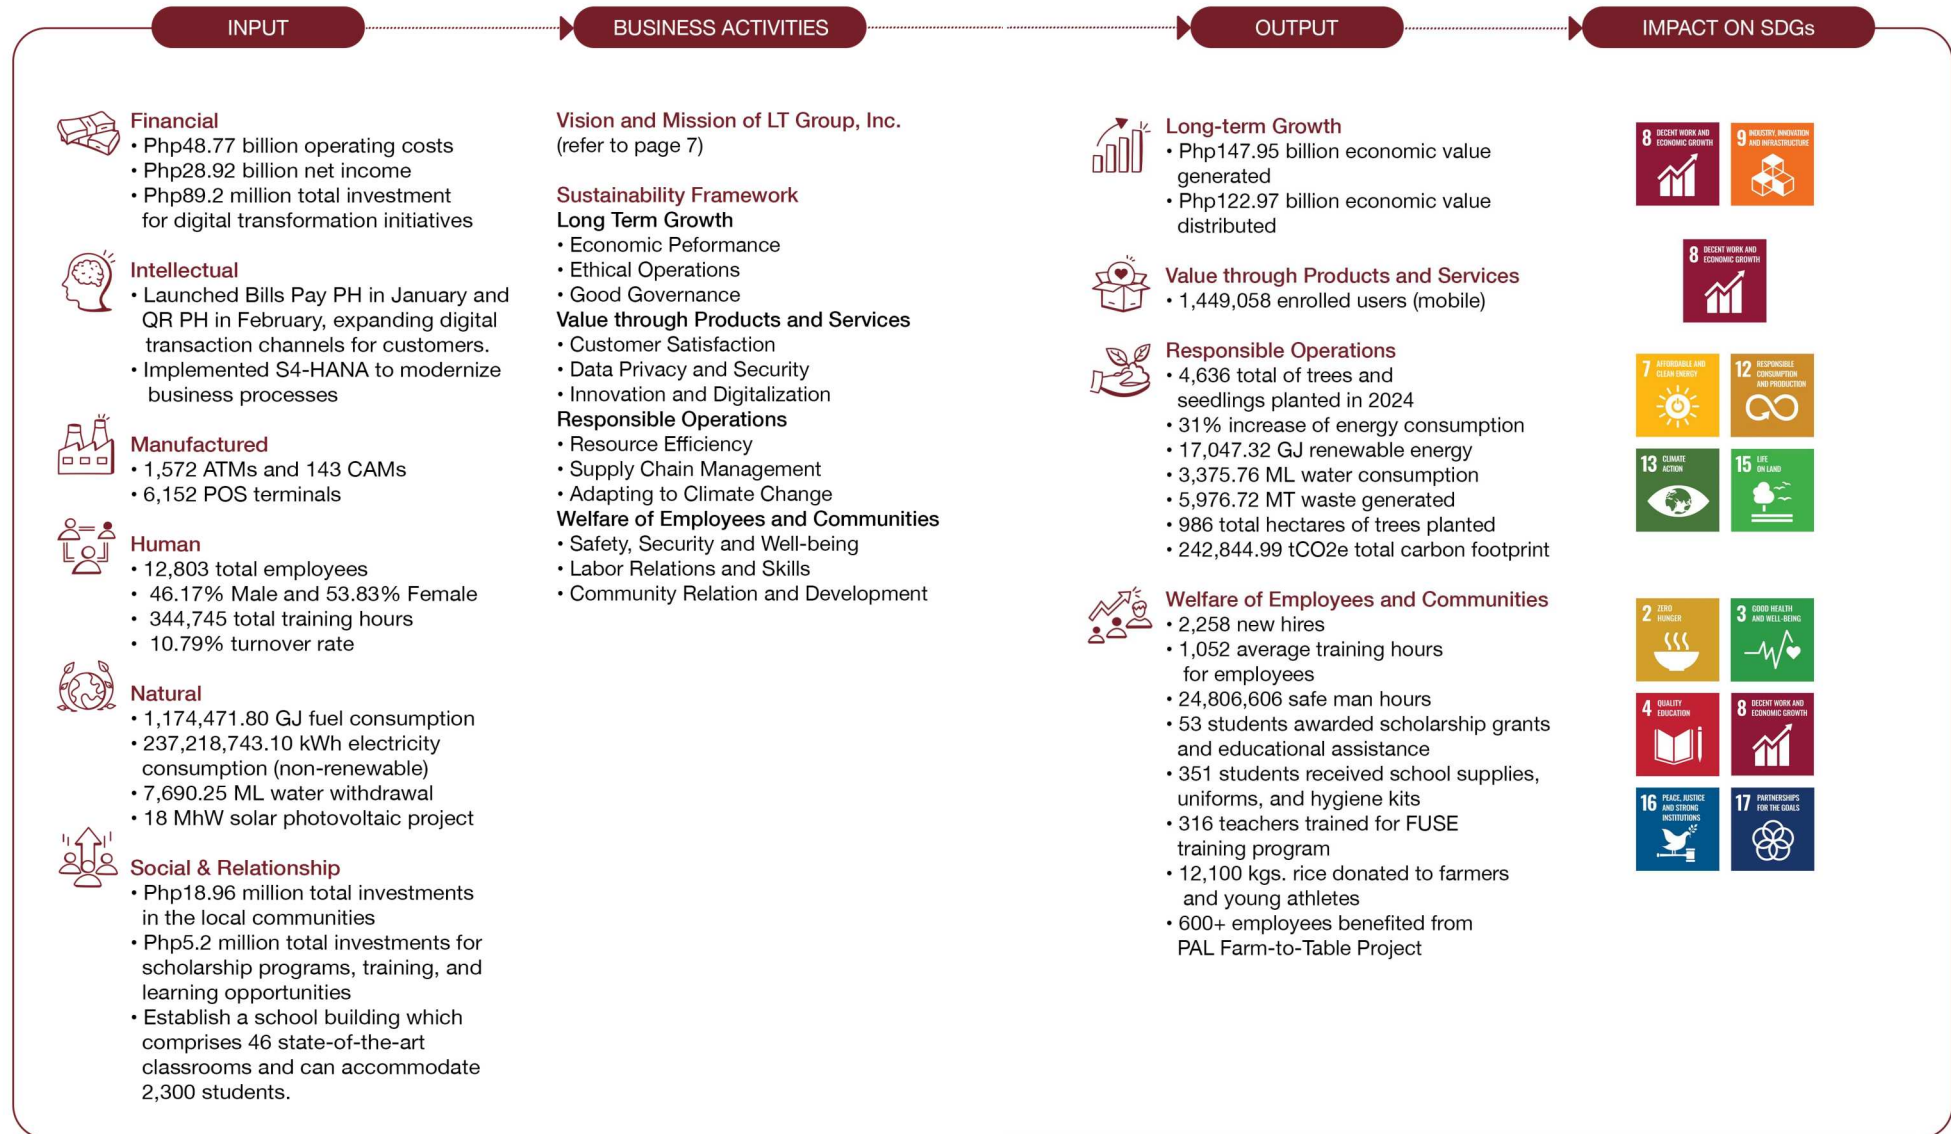 INPUT
BUSINESS ACTIVITIES
OUTPUT
IMPACT ON SDGs
Financial
• Php48.77 billion operating costs
• Php28.92 billion net income
• Php89.2 million total investment
for digital transformation initiatives
Intellectual
• Launched Bills Pay PH in January and
QR PH in February, expanding digital
transaction channels for customers.
• Implemented S4-HANA to modernize
business processes
Manufactured
• 1,572 ATMs and 143 CAMs
• 6,152 POS terminals
Human
• 12,803 total employees
• 46.17% Male and 53.83% Female
• 344,745 total training hours
• 10.79% turnover rate
Natural
• 1,174,471.80 GJ fuel consumption
• 237,218,743.10 kWh electricity
consumption (non-renewable)
• 7,690.25 ML water withdrawal
• 18 MhW solar photovoltaic project
Social & Relationship
• Php18.96 million total investments
in the local communities
• Php5.2 million total investments for
scholarship programs, training, and
learning opportunities
• Establish a school building which
comprises 46 state-of-the-art
classrooms and can accommodate
2,300 students.
Vision and Mission of LT Group, Inc.
(refer to page 7)
Sustainability Framework
Long Term Growth
• Economic Peformance
• Ethical Operations
• Good Governance
Value through Products and Services
• Customer Satisfaction
• Data Privacy and Security
• Innovation and Digitalization
Responsible Operations
• Resource Efficiency
• Supply Chain Management
• Adapting to Climate Change
Welfare of Employees and Communities
• Safety, Security and Well-being
• Labor Relations and Skills
• Community Relation and Development
Long-term Growth
• Php147.95 billion economic value
generated
• Php122.97 billion economic value
distributed
Value through Products and Services
• 1,449,058 enrolled users (mobile)
Responsible Operations
• 4,636 total of trees and
seedlings planted in 2024
• 31% increase of energy consumption
• 17,047.32 GJ renewable energy
• 3,375.76 ML water consumption
• 5,976.72 MT waste generated
• 986 total hectares of trees planted
• 242,844.99 tCO2e total carbon footprint
Welfare of Employees and Communities
• 2,258 new hires
• 1,052 average training hours
for employees
• 24,806,606 safe man hours
• 53 students awarded scholarship grants
and educational assistance
• 351 students received school supplies,
uniforms, and hygiene kits
• 316 teachers trained for FUSE
training program
• 12,100 kgs. rice donated to farmers
and young athletes
• 600+ employees benefited from
PAL Farm-to-Table Project
8 DECENT WORK AND
ECONOMIC GROWTH
9 INDUSTRY, INNOVATION
AND INFRASTRUCTURE
8 DECENT WORK AND
ECONOMIC GROWTH
7 AFFORDABLE AND
CLEAN ENERGY
12 RESPONSIBLE
CONSUMPTION
AND PRODUCTION
13 CLIMATE
ACTION
15 LIFE
ON LAND
2 ZERO
HUNGER
3 GOOD HEALTH
AND WELL-BEING
4 QUALITY
EDUCATION
8 DECENT WORK AND
ECONOMIC GROWTH
16 PEACE, JUSTICE
AND STRONG
INSTITUTIONS
17 PARTNERSHIPS
FOR THE GOALS